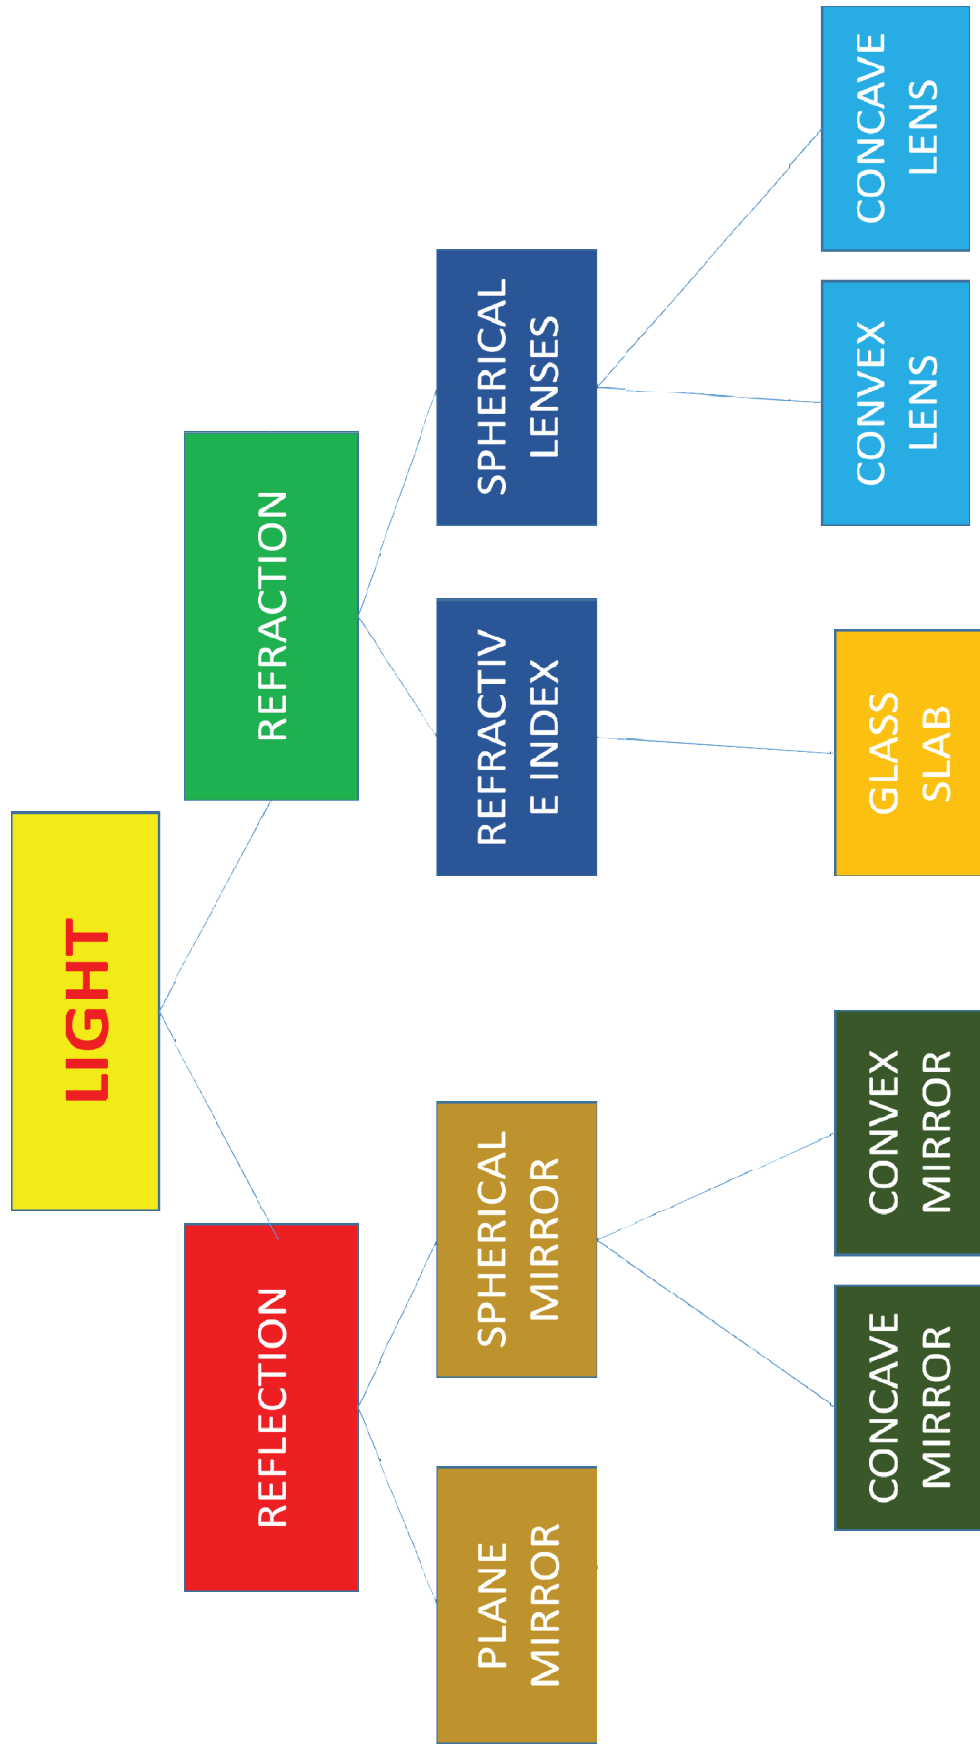 LIGHT
REFLECTION
REFRACTION
PLANE
MIRROR
SPHERICAL
MIRROR
REFRACTIV
E INDEX
SPHERICAL
LENSES
CONCAVE
MIRROR
CONVEX
MIRROR
GLASS
SLAB
CONVEX
LENS
CONCAVE
LENS